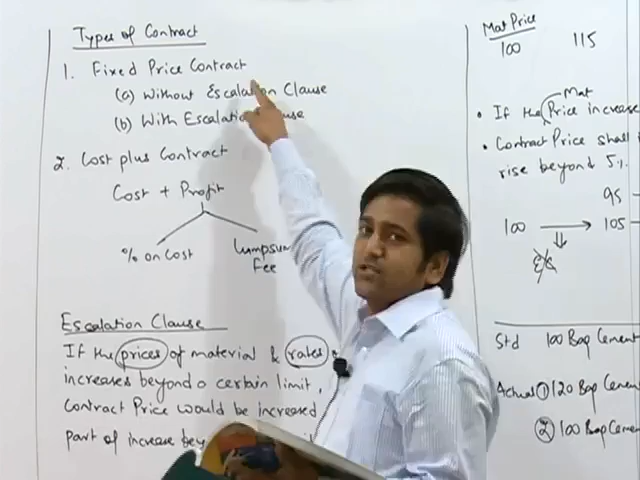 Types of Contract
1. Fixed Price Contract
(a) Without Escalation Clause
(b) With Escalation Clause
2. Cost plus Contract
Cost + Profit
% on Cost
Lumpsum Fee
Escalation Clause
If the prices of material & rates
increases beyond a certain limit,
Contract Price would be increased
part of increase
Mat Price
100 115
Mat
• If the Price increase
• Contract Price
rise beyond 5%
95
100 → 105
Std 100 Bag Cement
Actual ① 120 Bag Cement
② 100 Bag Cement